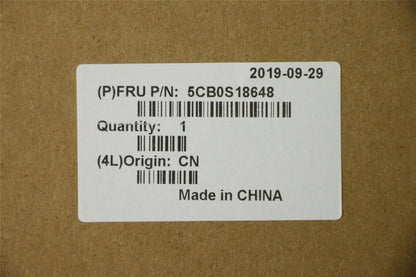 2019-09-29
(P)FRU P/N: 5CB0S18648
Quantity: 1
(4L)Origin: CN
Made in CHINA